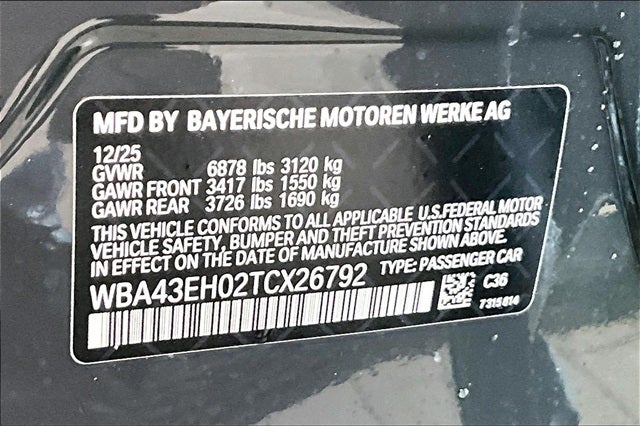 MFD BY BAYERISCHE MOTOREN WERKE AG
12/25
GVWR 6878 lbs 3120 kg
GAWR FRONT 3417 lbs 1550 kg
GAWR REAR 3726 lbs 1690 kg
THIS VEHICLE CONFORMS TO ALL APPLICABLE U.S.FEDERAL MOTOR
VEHICLE SAFETY, BUMPER AND THEFT PREVENTION STANDARDS
IN EFFECT ON THE DATE OF MANUFACTURE SHOWN ABOVE.
WBA43EH02TCX26792 TYPE: PASSENGER CAR
C36
7315614